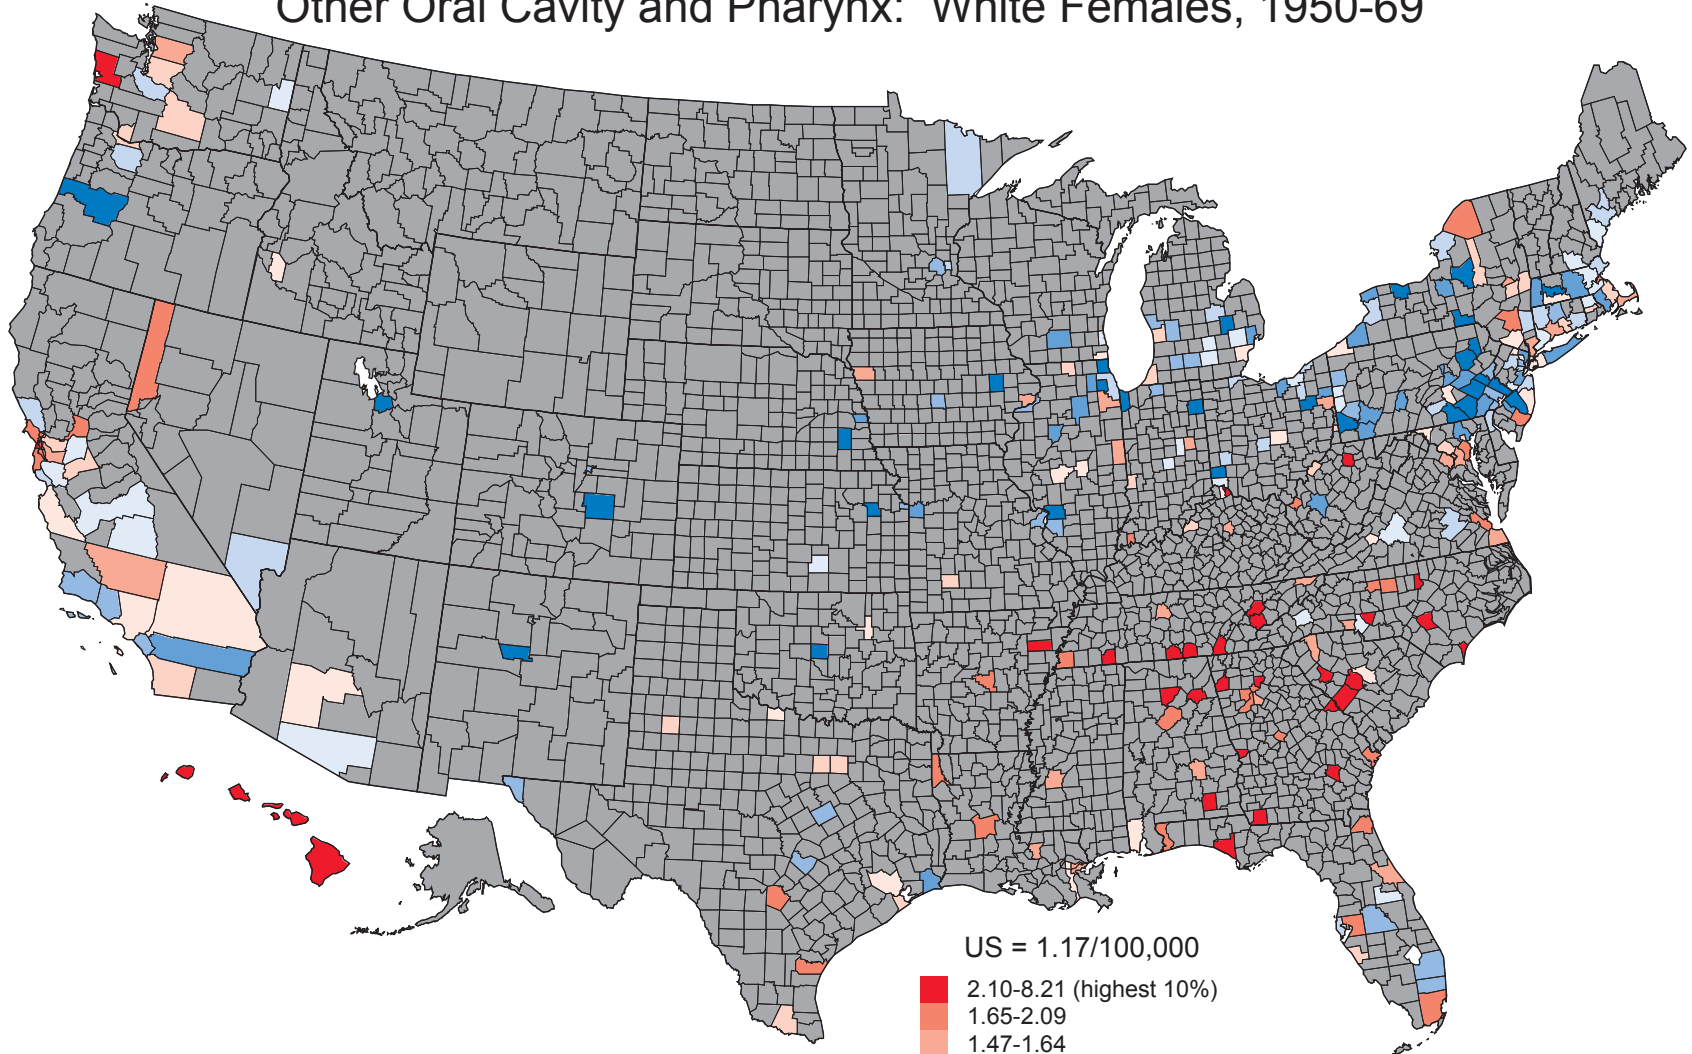 Other Oral Cavity and Pharynx: White Females, 1950-69
US = 1.17/100,000
2.10-8.21 (highest 10%)
1.65-2.09
1.47-1.64